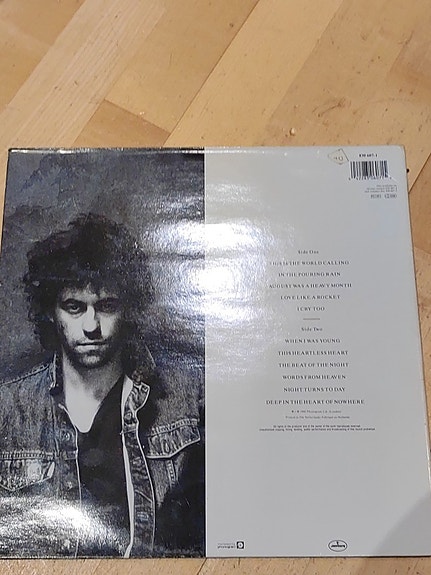 Side One
THIS IS THE WORLD CALLING
IN THE POURING RAIN
AUGUST WAS A HEAVY MONTH
LOVE LIKE A ROCKET
I CRY TOO
Side Two
WHEN I WAS YOUNG
THIS HEARTLESS HEART
THE BEAT OF THE NIGHT
WORDS FROM HEAVEN
NIGHT TURNS TO DAY
DEEP IN THE HEART OF NOWHERE